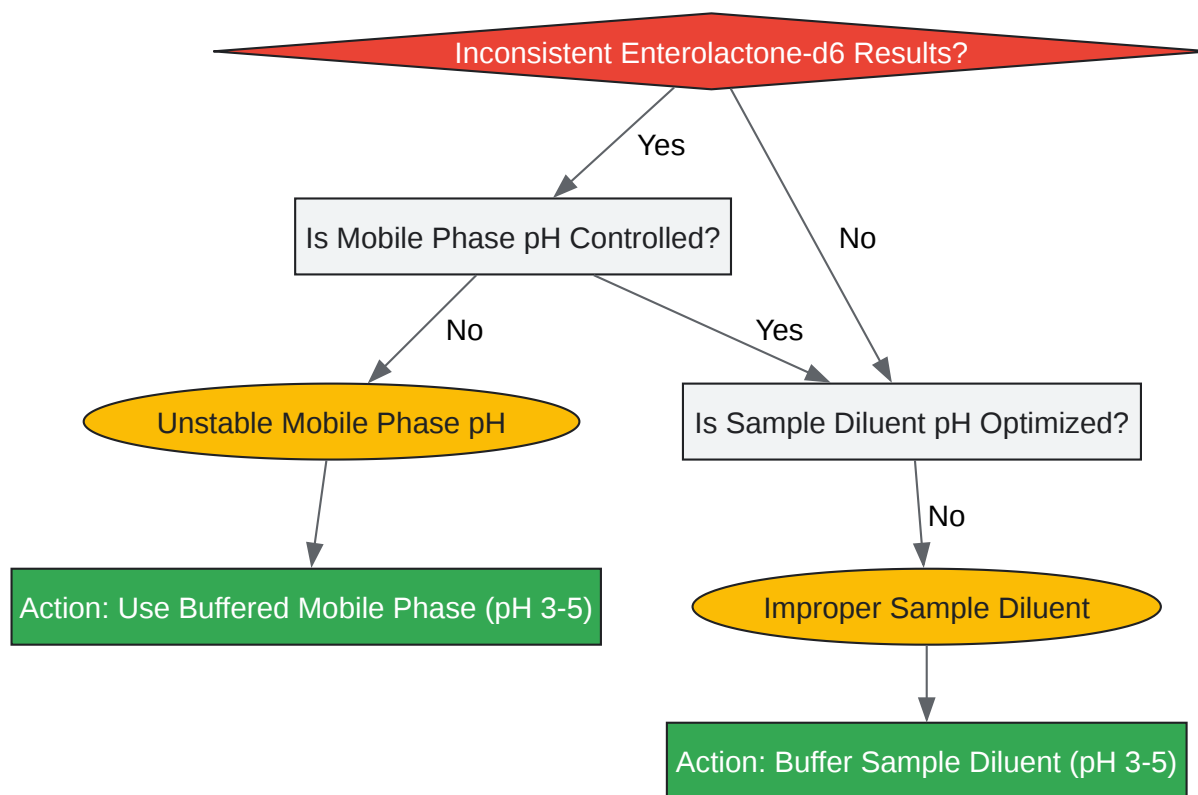 Inconsistent Enterolactone-d6 Results?
Yes
Is Mobile Phase pH Controlled?
No
No
Yes
Unstable Mobile Phase pH
Is Sample Diluent pH Optimized?
No
Action: Use Buffered Mobile Phase (pH 3-5)
Improper Sample Diluent
Action: Buffer Sample Diluent (pH 3-5)